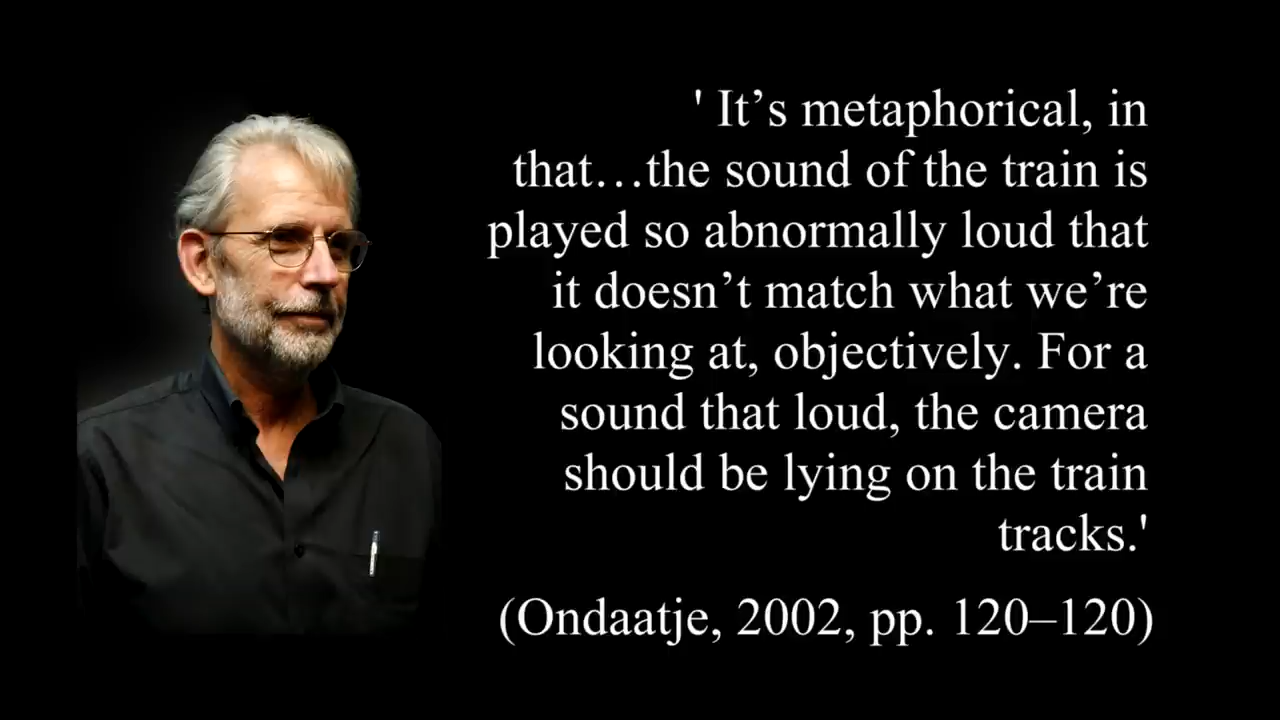 ' It’s metaphorical, in
that…the sound of the train is
played so abnormally loud that
it doesn’t match what we’re
looking at, objectively. For a
sound that loud, the camera
should be lying on the train
tracks.'
(Ondaatje, 2002, pp. 120–120)